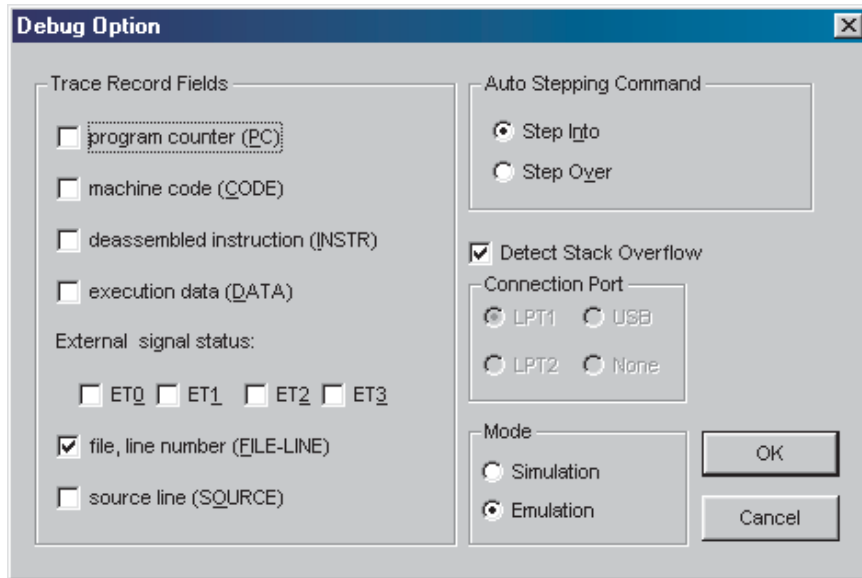 Debug Option
Trace Record Fields
program counter (PC)
machine code (CODE)
deassembled instruction (INSTR)
execution data (DATA)
External signal status:
ET0 ET1 ET2 ET3
file, line number (FILE-LINE)
source line (SOURCE)
Auto Stepping Command
Step Into
Step Over
Detect Stack Overflow
Connection Port
LPT1 USB
LPT2 None
Mode
Simulation
Emulation
OK
Cancel